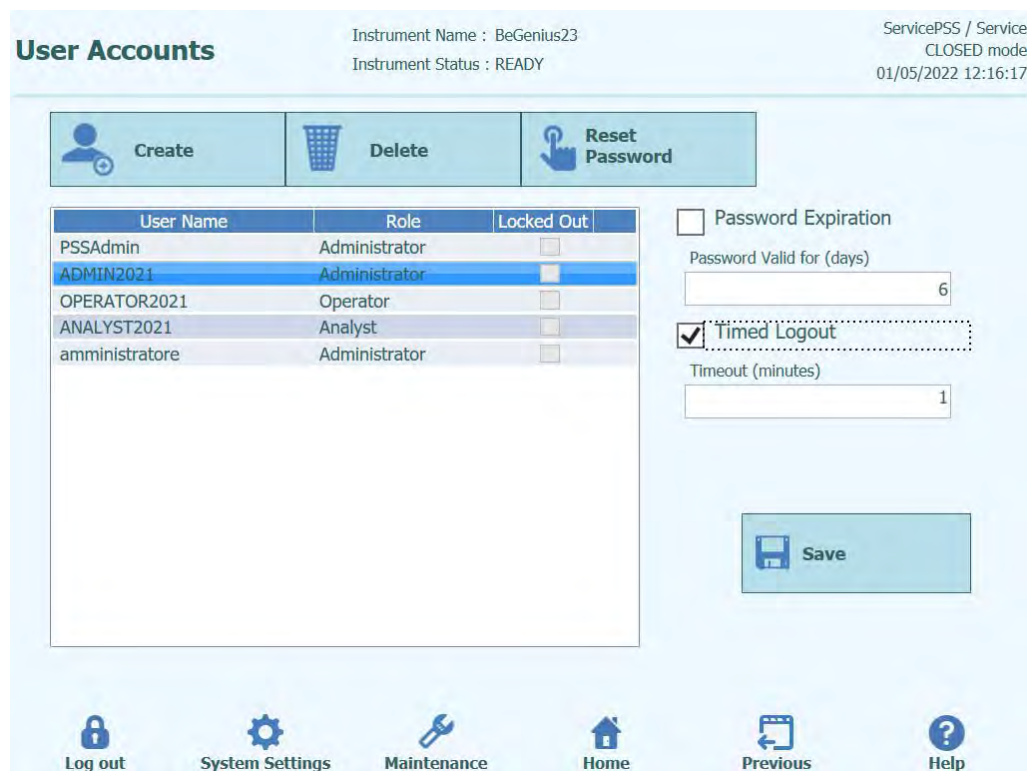 User Accounts
Instrument Name : BeGenius23
Instrument Status : READY
ServicePSS / Service
CLOSED mode
01/05/2022 12:16:17
Create
Delete
Reset
Password
User Name Role Locked Out
PSSAdmin Administrator
ADMIN2021 Administrator
OPERATOR2021 Operator
ANALYST2021 Analyst
amministratore Administrator
Password Expiration
Password Valid for (days)
6
Timed Logout
Timeout (minutes)
1
Save
Log out
System Settings
Maintenance
Home
Previous
Help